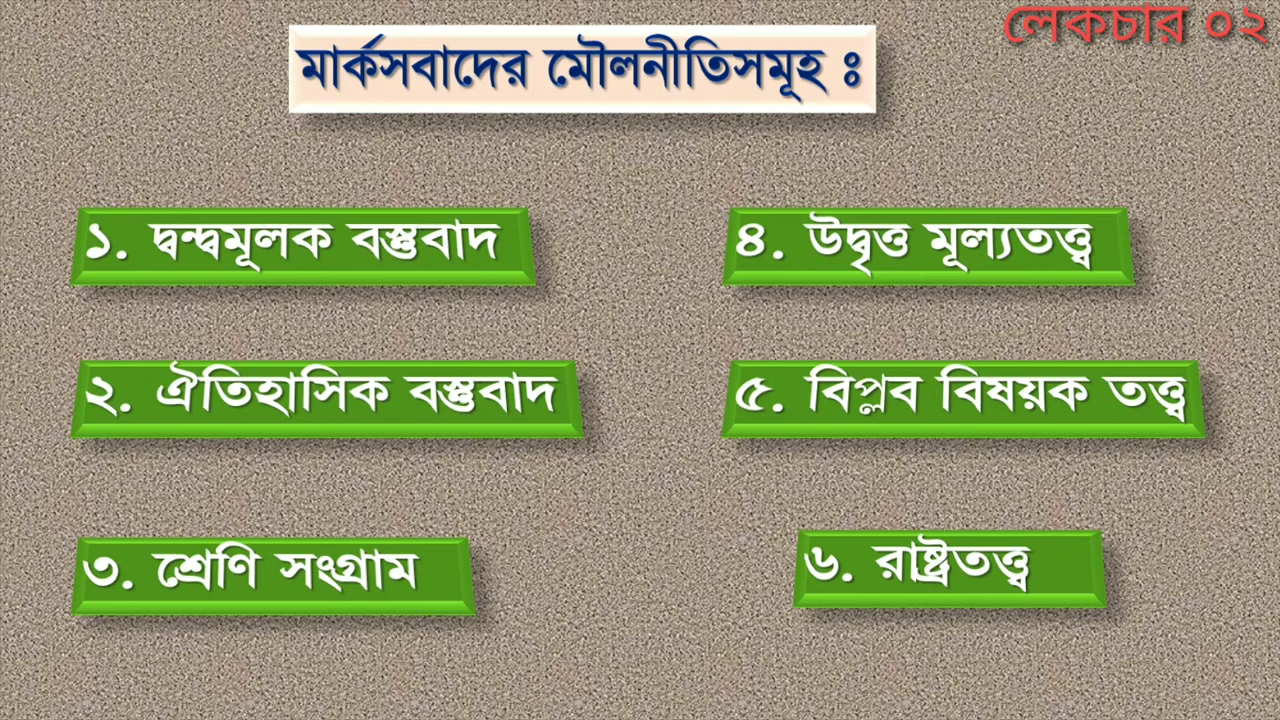 লেকচার ০২
মার্কসবাদের মৌলনীতিসমূহ ঃ
১. দ্বন্দ্বমূলক বস্তুবাদ
২. ঐতিহাসিক বস্তুবাদ
৩. শ্রেণি সংগ্রাম
৪. উদ্বৃত্ত মূল্যতত্ত্ব
৫. বিপ্লব বিষয়ক তত্ত্ব
৬. রাষ্ট্রতত্ত্ব